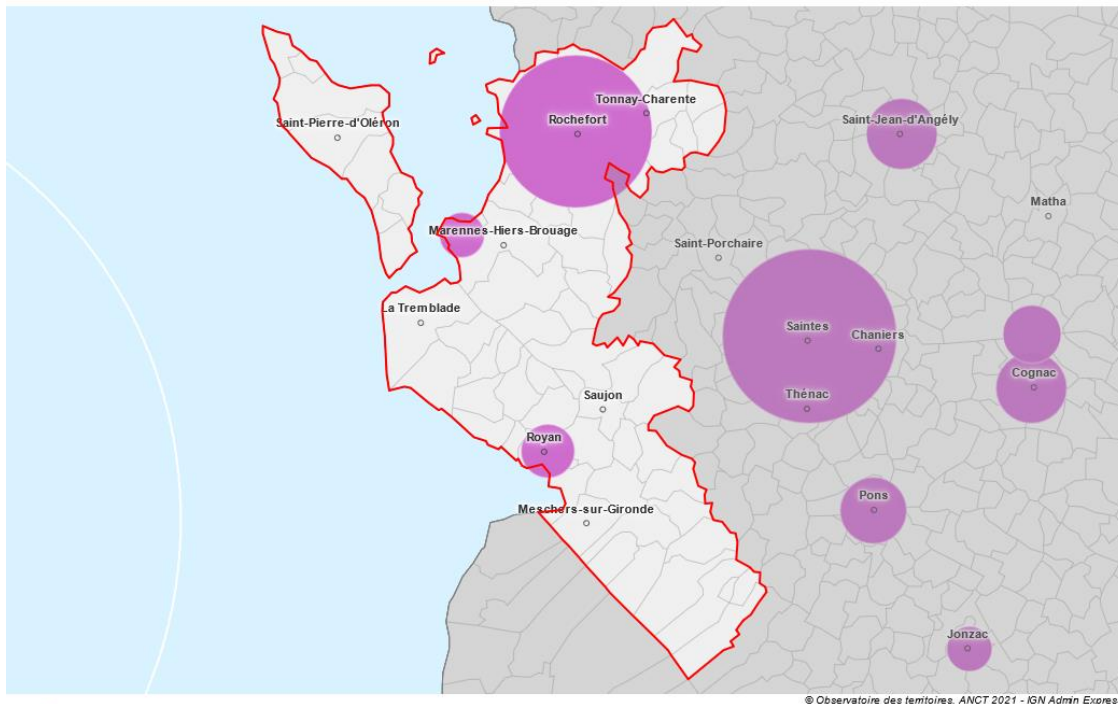 Tonnay-Charente
Saint-Pierre-d'Oléron
Rochefort
Saint-Jean-d'Angély
Matha
Marennes-Hiers-Brouage
Saint-Porchaire
La Tremblade
Saintes
Chaniers
Cognac
Saujon
Thénac
Royan
Pons
Meschers-sur-Gironde
Jonzac
© Observatoire des territoires, ANCT 2021 - IGN Admin Expres